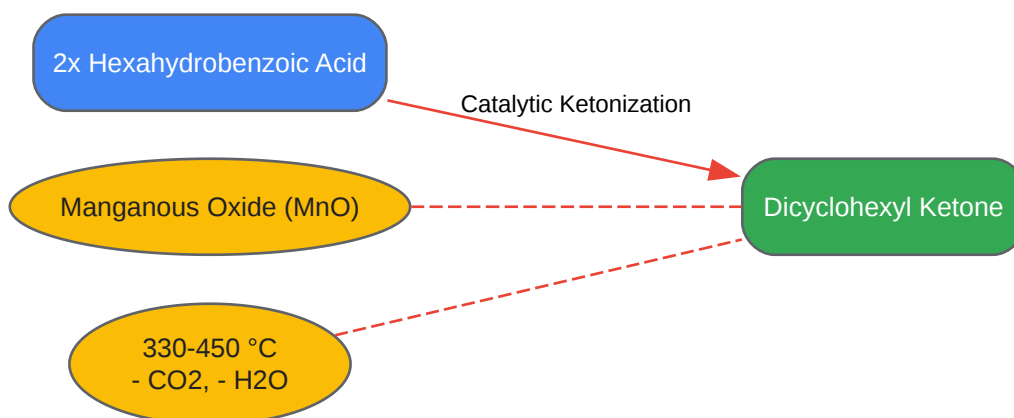 2x Hexahydrobenzoic Acid
Catalytic Ketonization
Manganous Oxide (MnO)
Dicyclohexyl Ketone
330-450 °C
- CO2, - H2O